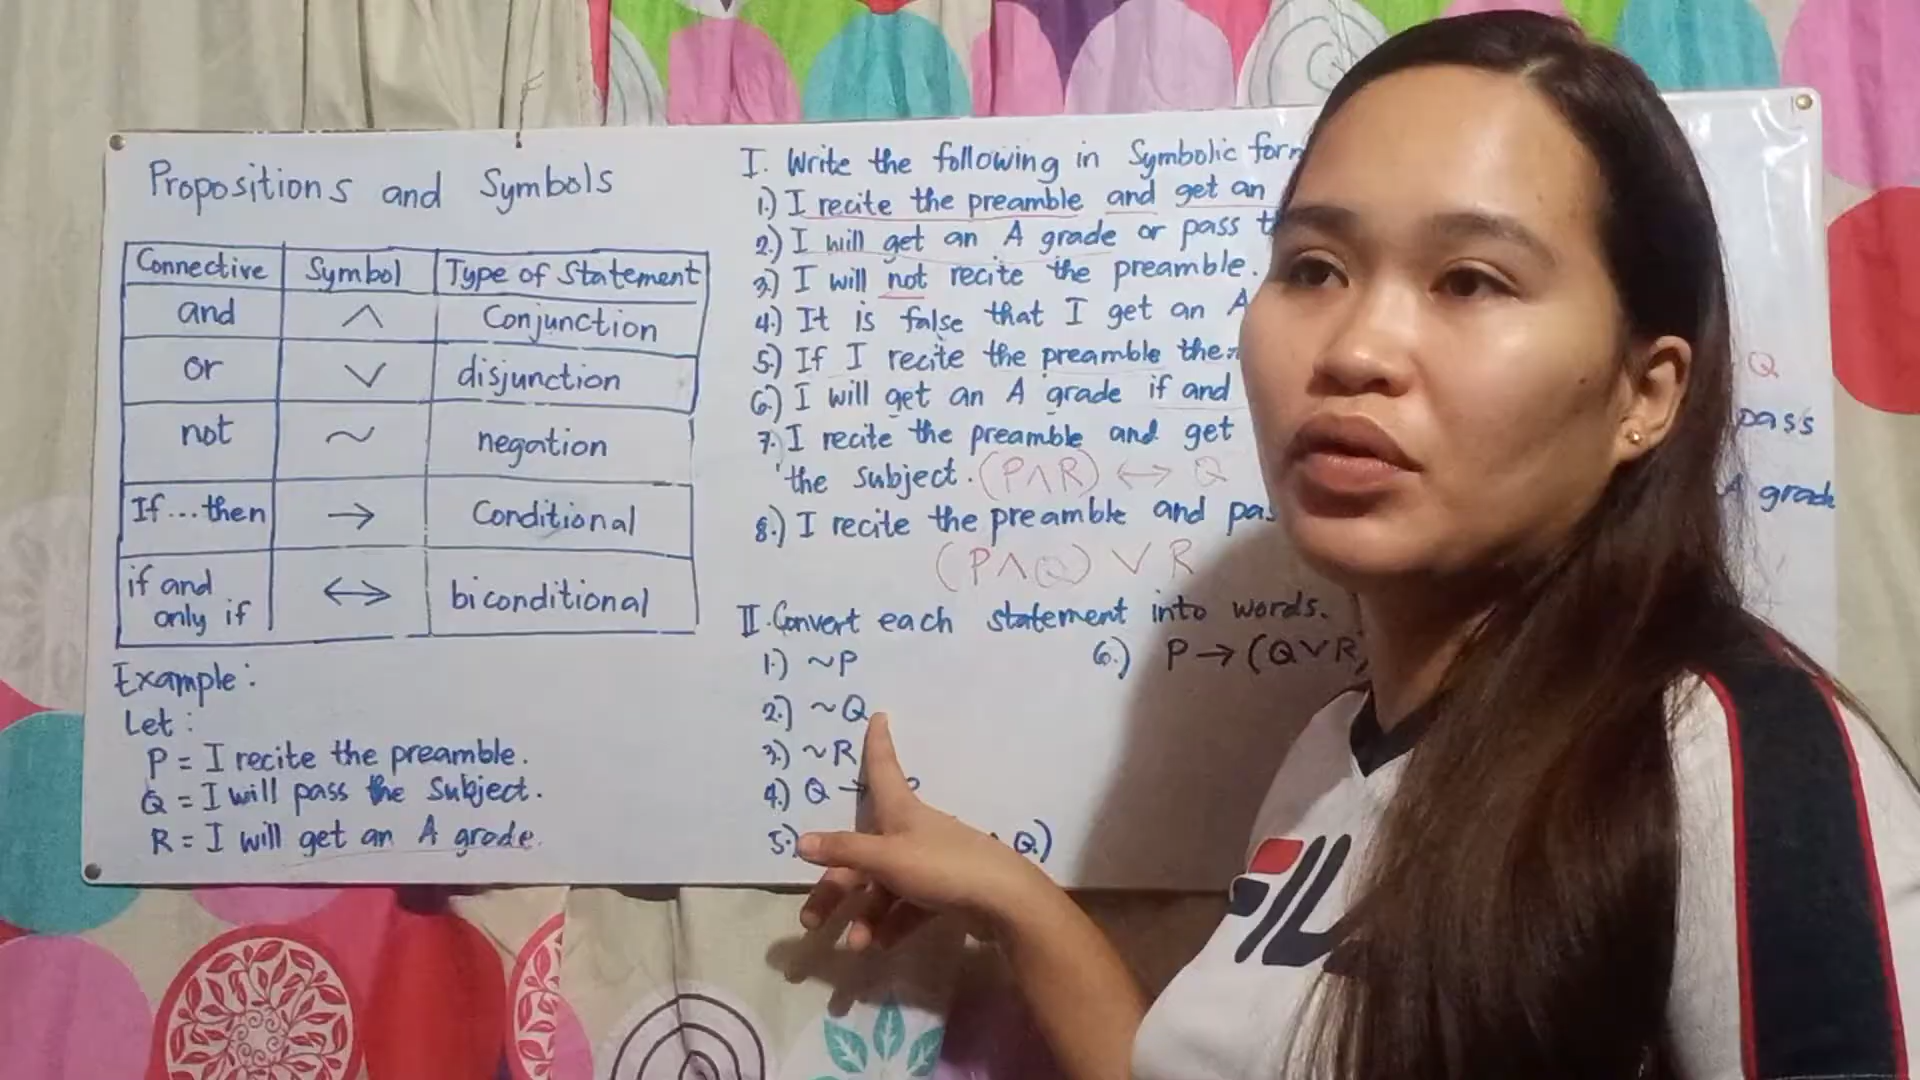 Propositions and Symbols
Connective Symbol Type of Statement
and ∧ Conjunction
or ∨ disjunction
not ~ negation
If...then → Conditional
if and only if ↔ biconditional
Example:
Let:
P = I recite the preamble.
Q = I will pass the Subject.
R = I will get an A grade.
I. Write the following in Symbolic form
1.) I recite the preamble and get an
2.) I will get an A grade or pass
3.) I will not recite the preamble.
4.) It is false that I get an A
5.) If I recite the preamble then
Q
6.) I will get an A grade if and
pass
7. I recite the preamble and get
the subject. (P∧R) ↔ Q
A grade
8.) I recite the preamble and
(P∧Q) ∨ R
II. Convert each statement into words.
1.) ~P
2.) ~Q
3.) ~R
4.) Q →
5.) Q)
6.) P → (Q∨R)
FILA